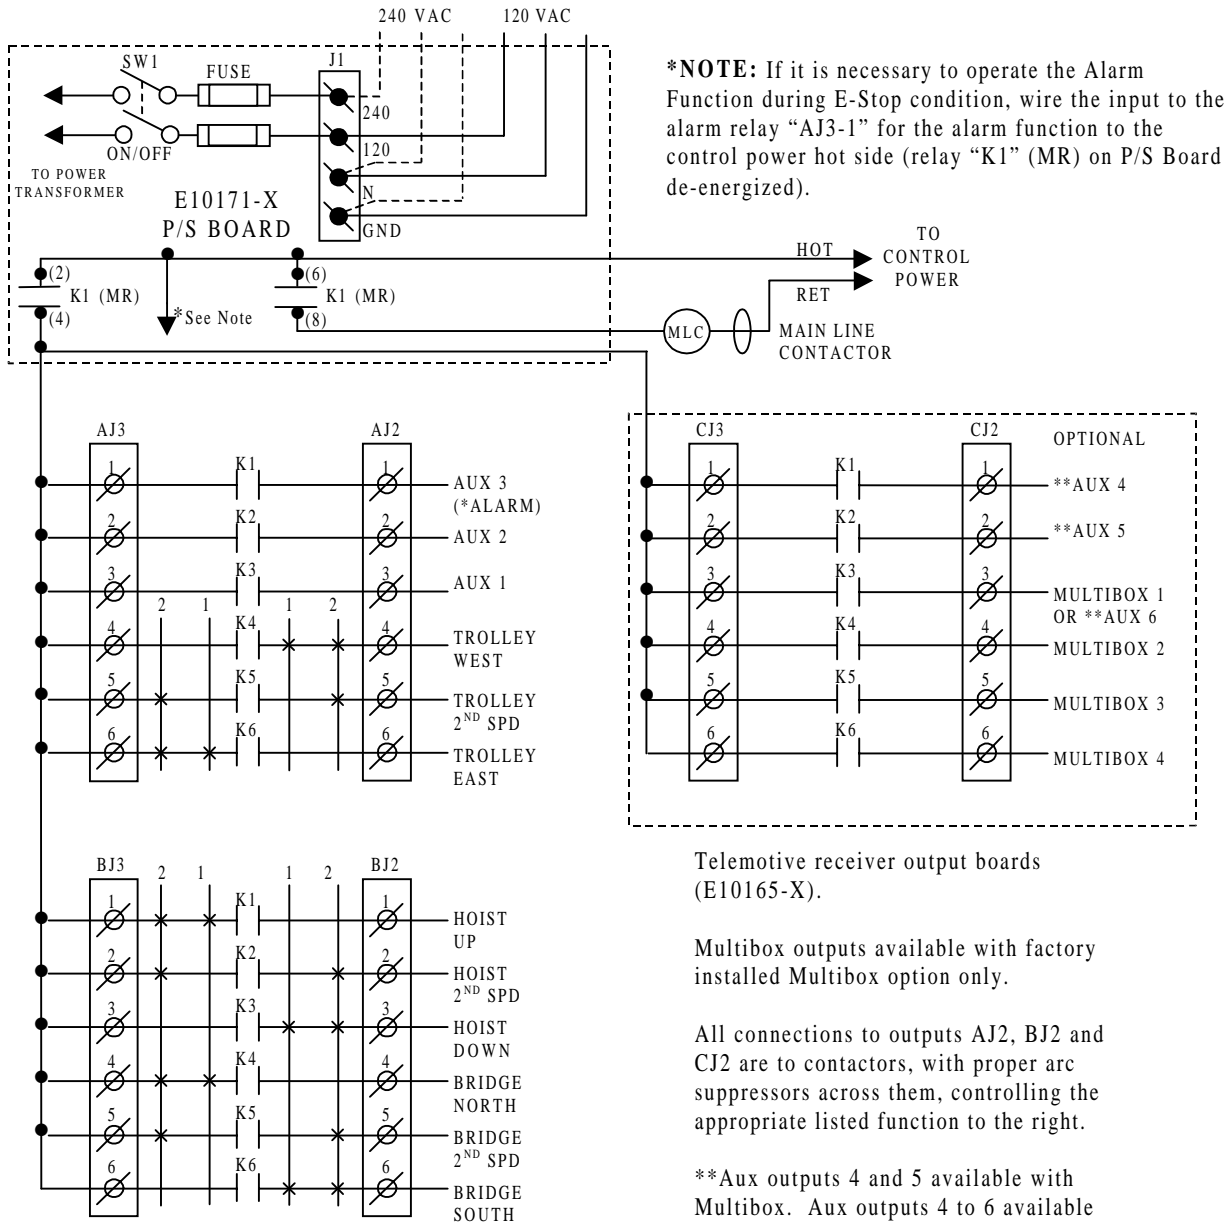 240 VAC
120 VAC
SW1
FUSE
J1
240
120
N
GND
ON/OFF
TO POWER
TRANSFORMER
E10171-X
P/S BOARD
*NOTE: If it is necessary to operate the Alarm
Function during E-Stop condition, wire the input to the
alarm relay “AJ3-1” for the alarm function to the
control power hot side (relay “K1” (MR) on P/S Board
de-energized).
(2)
K1 (MR)
(4)
*See Note
(6)
K1 (MR)
(8)
HOT
RET
TO
CONTROL
POWER
MLC
MAIN LINE
CONTACTOR
AJ3
AJ2
1
K1
1
AUX 3
(*ALARM)
2
K2
2
AUX 2
3
K3
3
AUX 1
2
1
1
2
4
K4
4
TROLLEY
WEST
5
K5
5
TROLLEY
2ND SPD
6
K6
6
TROLLEY
EAST
CJ3
CJ2
OPTIONAL
1
K1
1
**AUX 4
2
K2
2
**AUX 5
3
K3
3
MULTIBOX 1
OR **AUX 6
4
K4
4
MULTIBOX 2
5
K5
5
MULTIBOX 3
6
K6
6
MULTIBOX 4
BJ3
2
1
1
2
BJ2
1
K1
1
HOIST
UP
2
K2
2
HOIST
2ND SPD
3
K3
3
HOIST
DOWN
4
K4
4
BRIDGE
NORTH
5
K5
5
BRIDGE
2ND SPD
6
K6
6
BRIDGE
SOUTH
Telemotive receiver output boards
(E10165-X).
Multibox outputs available with factory
installed Multibox option only.
All connections to outputs AJ2, BJ2 and
CJ2 are to contactors, with proper arc
suppressors across them, controlling the
appropriate listed function to the right.
**Aux outputs 4 and 5 available with
Multibox. Aux outputs 4 to 6 available